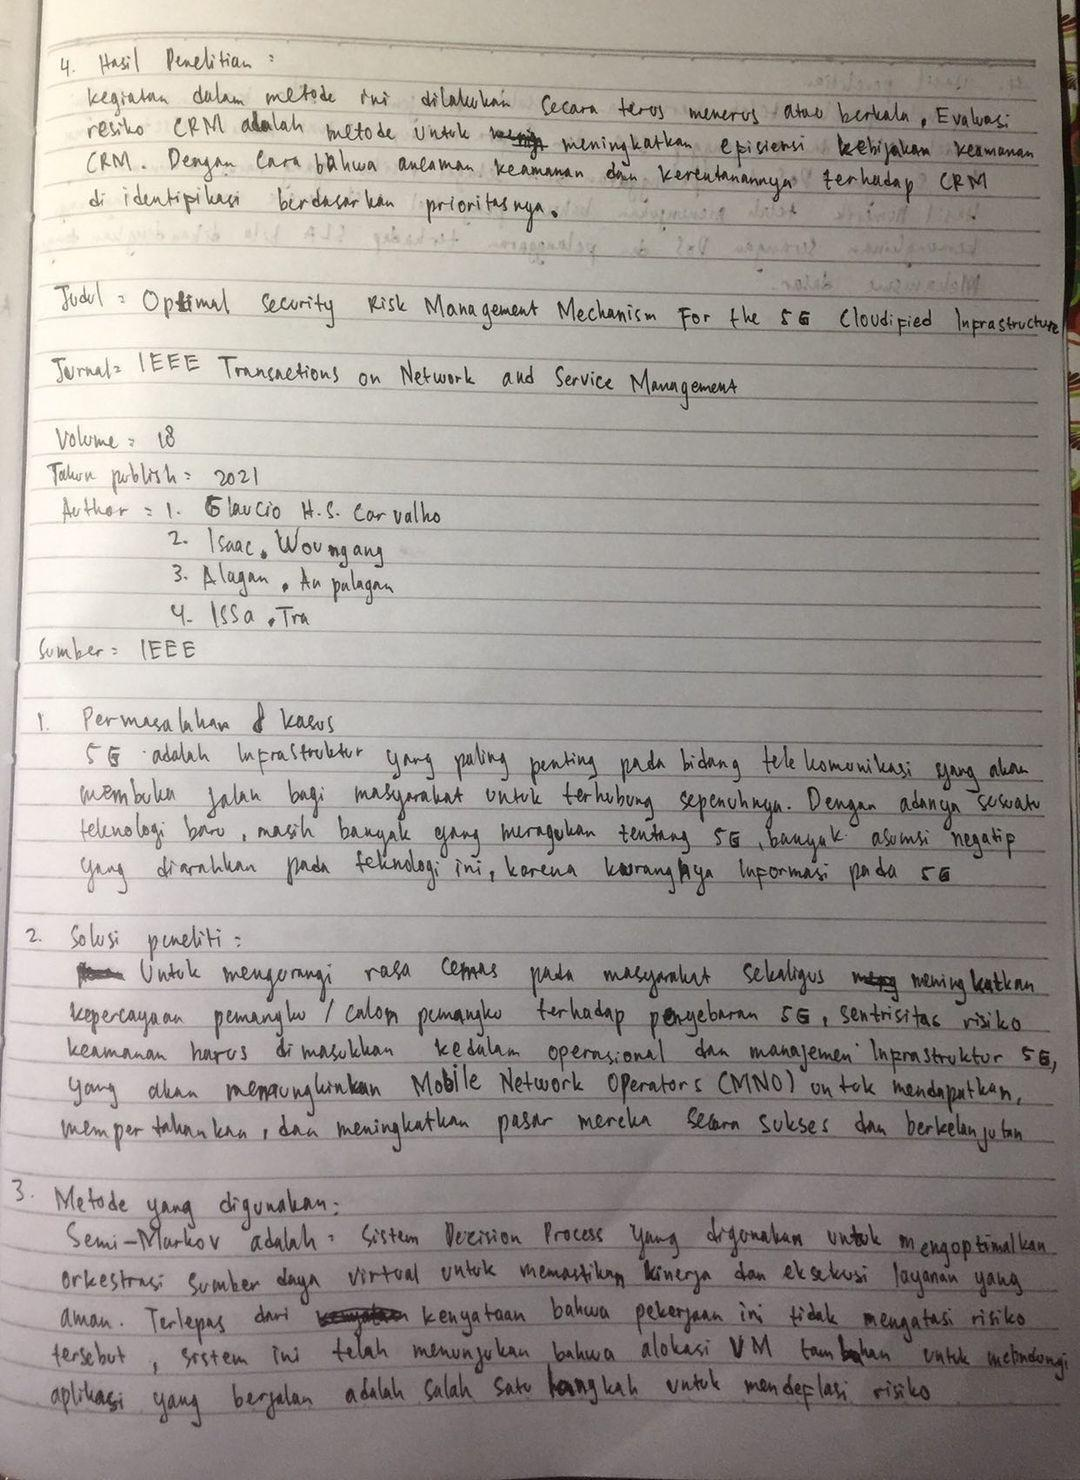 4. Hasil Penelitian :
kegiatan dalam metode ini dilakukan secara terus menerus atau berkala, Evaluasi
resiko CRM adalah metode untuk meningkatkan episiensi kebijakan keamanan
CRM. Dengan cara bahwa ancaman keamanan dan kerentanannya terhadap CRM
di identipikasi berdasarkan prioritasnya.
Judul = Optimal Security Risk Management Mechanism For the 5G Cloudified Infrastructure
Jurnal = IEEE Transactions on Network and Service Management
Volume = 18
Tahun publish = 2021
Author = 1. Glaucio H.S. Carvalho
2. Isaac. Woungang
3. Alagan. Anpalagan
4. Issa. Tra
Sumber = IEEE
1. Permasalahan & kasus
5G adalah Infrastruktur yang paling penting pada bidang telekomunikasi yang akan
membuka jalan bagi masyarakat untuk terhubung sepenuhnya. Dengan adanya sesuatu
teknologi baru, masih banyak yang meragukan tentang 5G, banyak asumsi negatip
yang diarahkan pada teknologi ini, karena kurangnya Informasi pada 5G
2. Solusi peneliti :
Untuk mengurangi rasa cemas pada masyarakat sekaligus meningkatkan
kepercayaan pemangku / calon pemangku terhadap penyebaran 5G, sentrisitas risiko
keamanan harus di masukkan kedalam operasional dan manajemen Inprastruktur 5G,
yang akan memungkinkan Mobile Network Operators (MNO) untuk mendapatkan,
mempertahankan, dan meningkatkan pasar mereka secara sukses dan berkelanjutan
3. Metode yang digunakan :
Semi-Markov adalah = Sistem Decision Process yang digunakan untuk mengoptimalkan
orkestrasi sumber daya virtual untuk memastikan kinerja dan eksekusi layanan yang
aman. Terlepas dari kenyataan bahwa pekerjaan ini tidak mengatasi risiko
tersebut, sistem ini telah menunjukan bahwa alokasi VM tambahan untuk melindungi
aplikasi yang berjalan adalah salah satu langkah untuk mendeplasi risiko